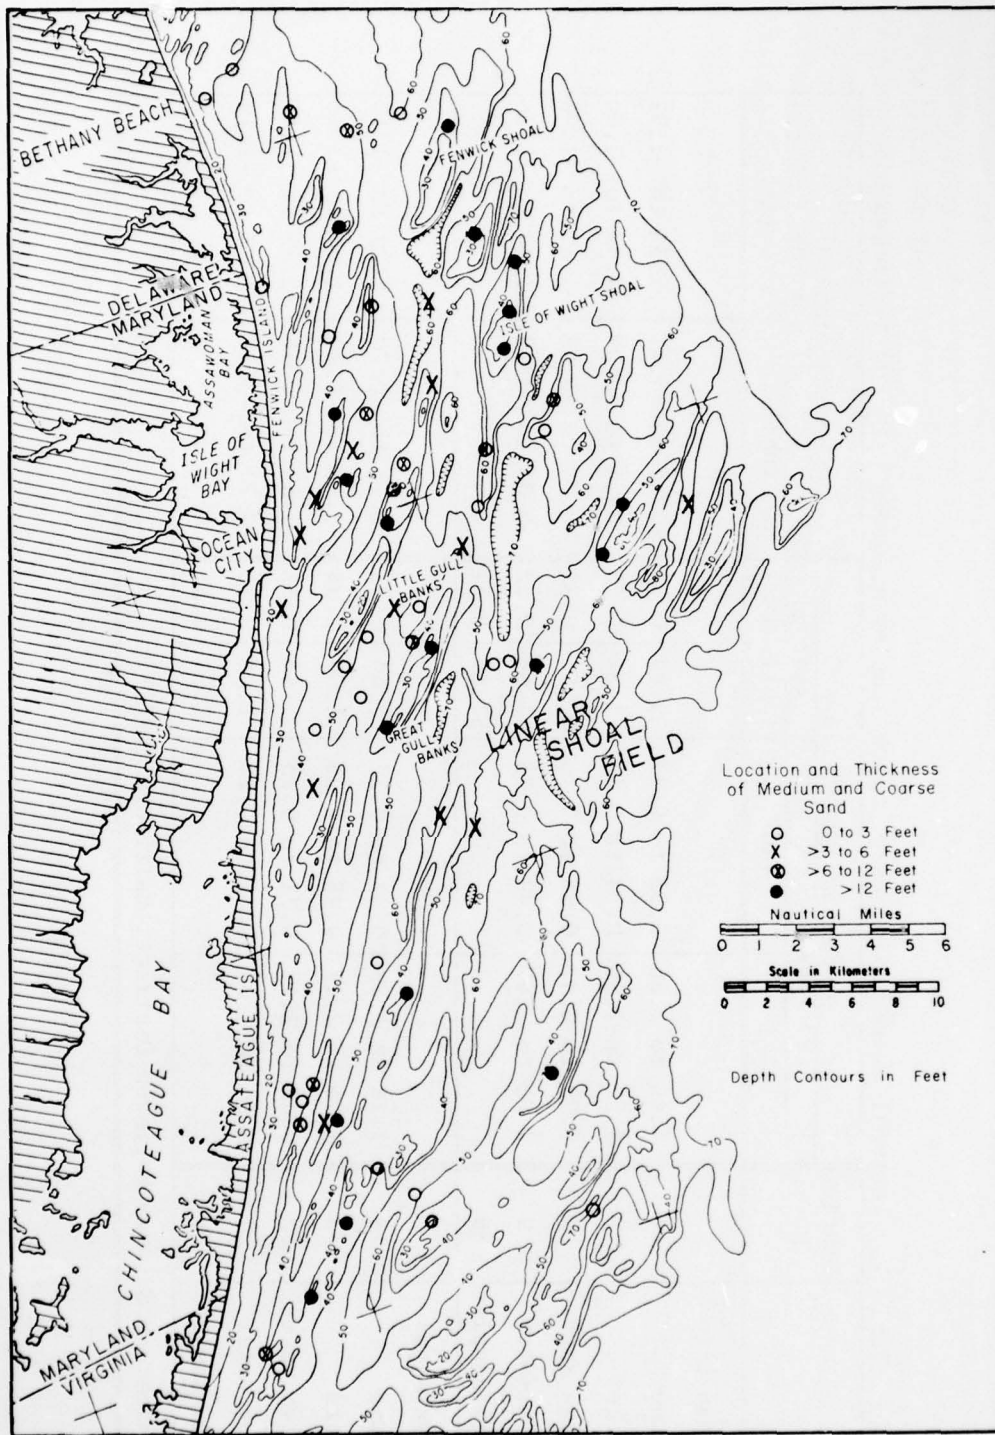 BETHANY BEACH
FENWICK SHOAL
DELAWARE
MARYLAND
ASSAWOMAN
BAY
FENWICK ISLAND
ISLE OF WIGHT SHOAL
ISLE OF
WIGHT
BAY
OCEAN
CITY
LITTLE GULL
BANKS
GREAT
GULL
BANKS
LINEAR
SHOAL
FIELD
Location and Thickness
of Medium and Coarse
Sand
0 to 3 Feet
X >3 to 6 Feet
>6 to 12 Feet
>12 Feet
Nautical Miles
0 1 2 3 4 5 6
Scale in Kilometers
0 2 4 6 8 10
Depth Contours in Feet
ASSATEAGUE IS.
CHINCOTEAGUE BAY
MARYLAND
VIRGINIA